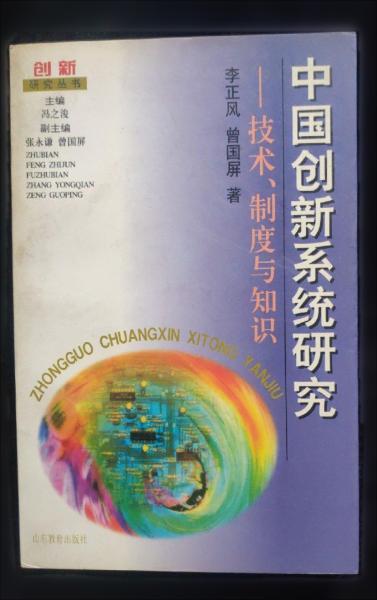 创新
研究丛书
主编
冯之浚
副主编
张永谦 曾国屏
ZHUBIAN
FENG ZHIJUN
FUZHUBIAN
ZHANG YONGQIAN
ZENG GUOPING
中国创新系统研究
——技术、制度与知识
李正风 曾国屏 著
ZHONGGUO CHUANGXIN XITONG YANJIU
山东教育出版社